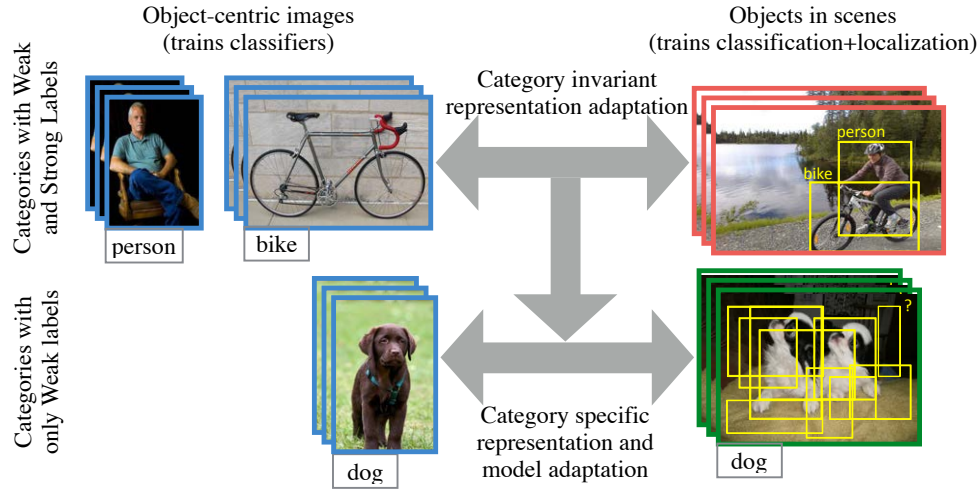 Object-centric images
(trains classifiers)
Objects in scenes
(trains classification+localization)
Categories with Weak
and Strong Labels
Category invariant
representation adaptation
person
bike
person
bike
Categories with
only Weak labels
?
Category specific
representation and
model adaptation
dog
dog